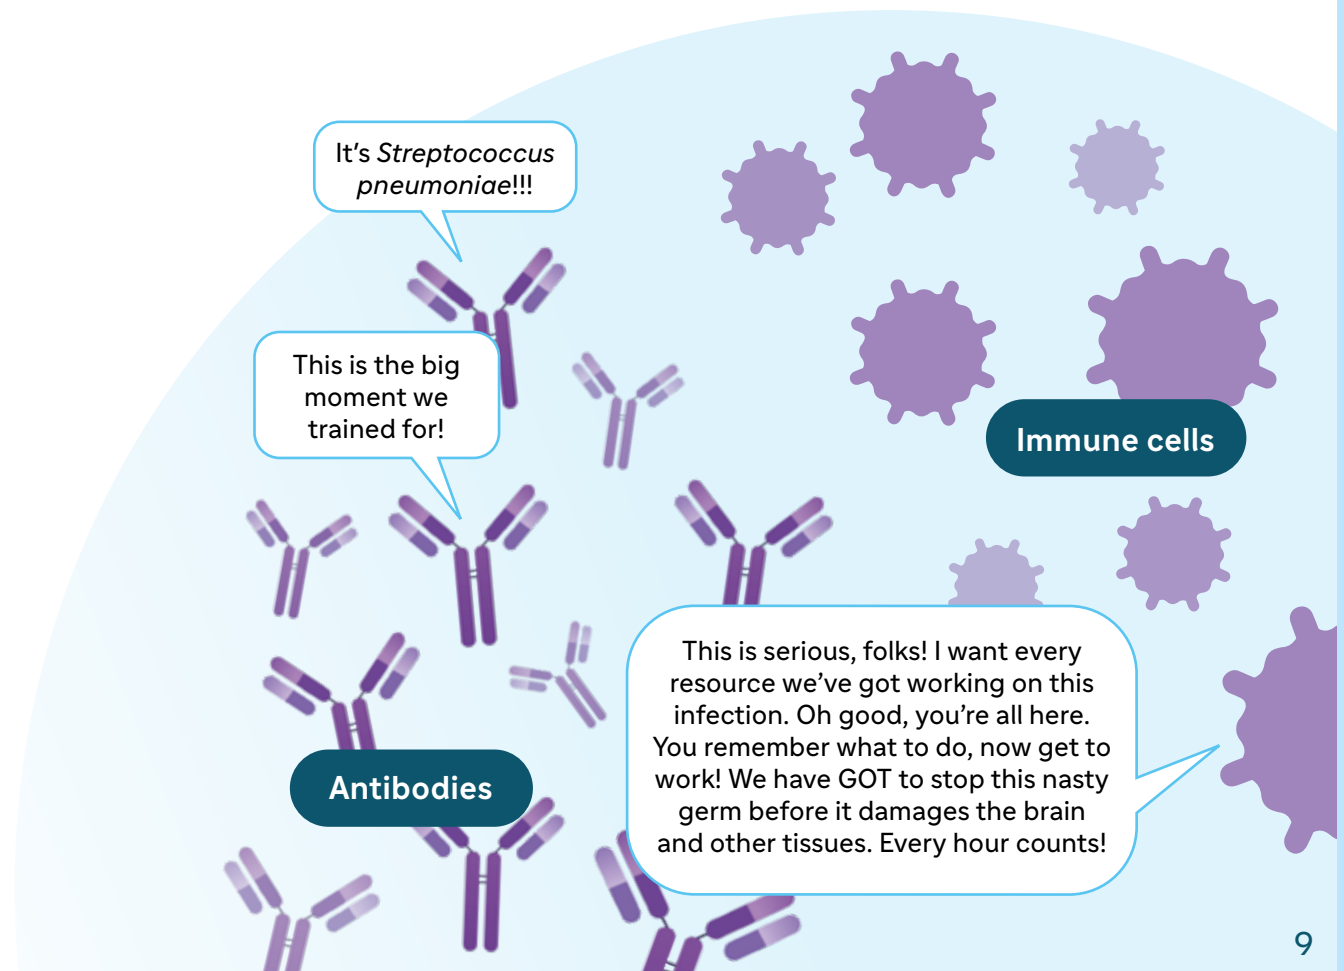 It's Streptococcus
pneumoniae!!!
This is the big
moment we
trained for!
Immune cells
This is serious, folks! I want every
resource we’ve got working on this
infection. Oh good, you’re all here.
You remember what to do, now get to
work! We have GOT to stop this nasty
germ before it damages the brain
and other tissues. Every hour counts!
Antibodies
9